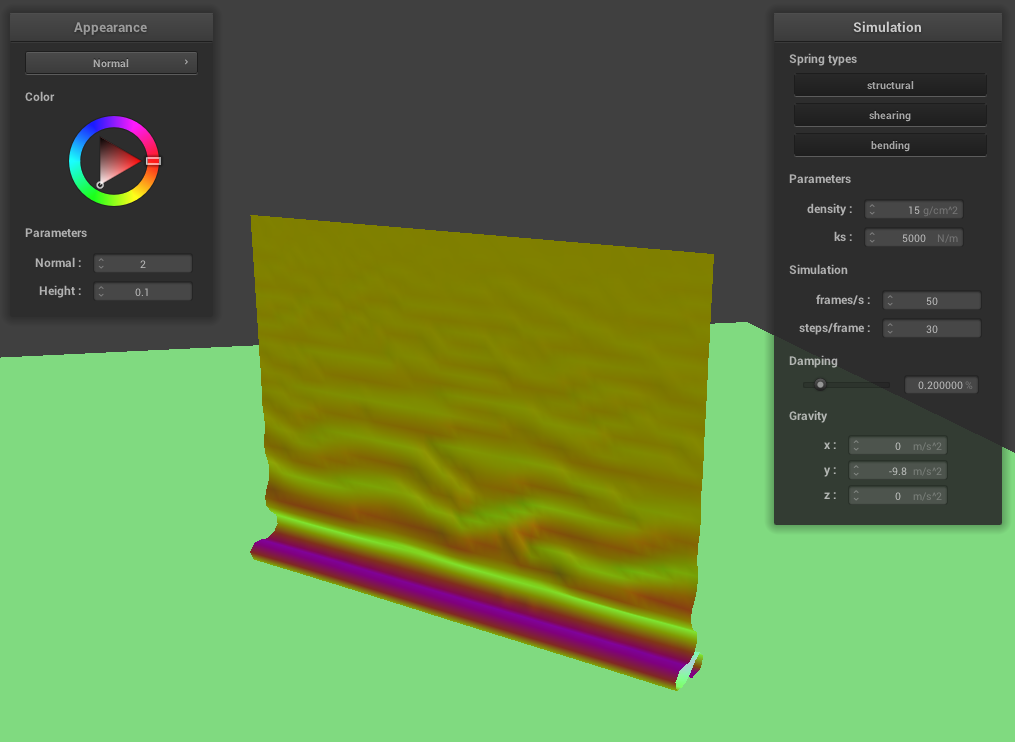 Appearance
Normal
Color
Parameters
Normal : 2
Height : 0.1
Simulation
Spring types
structural
shearing
bending
Parameters
density : 15 g/cm^2
ks : 5000 N/m
Simulation
frames/s : 50
steps/frame : 30
Damping
0.200000 %
Gravity
x : 0 m/s^2
y : -9.8 m/s^2
z : 0 m/s^2